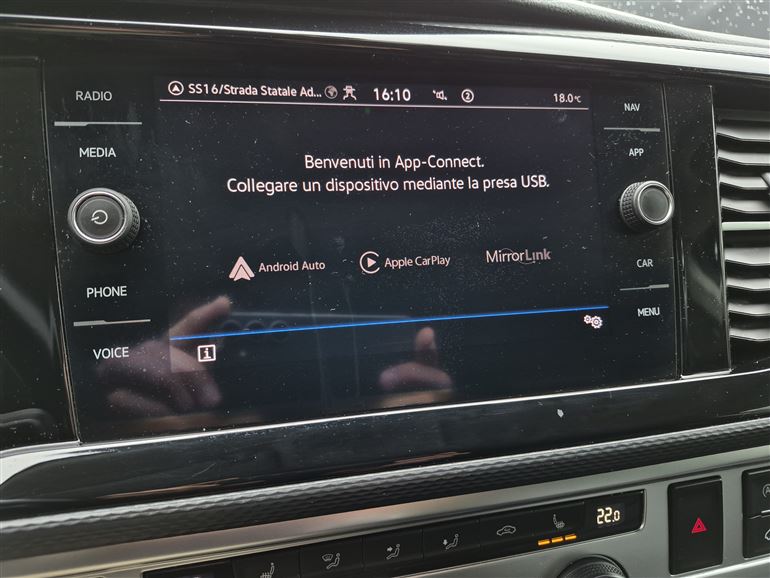 RADIO
MEDIA
PHONE
VOICE
SS16/Strada Statale Ad... 16:10 2 18.0°C
Benvenuti in App-Connect.
Collegare un dispositivo mediante la presa USB.
Android Auto Apple CarPlay MirrorLink
i
NAV
APP
CAR
MENU
22.0